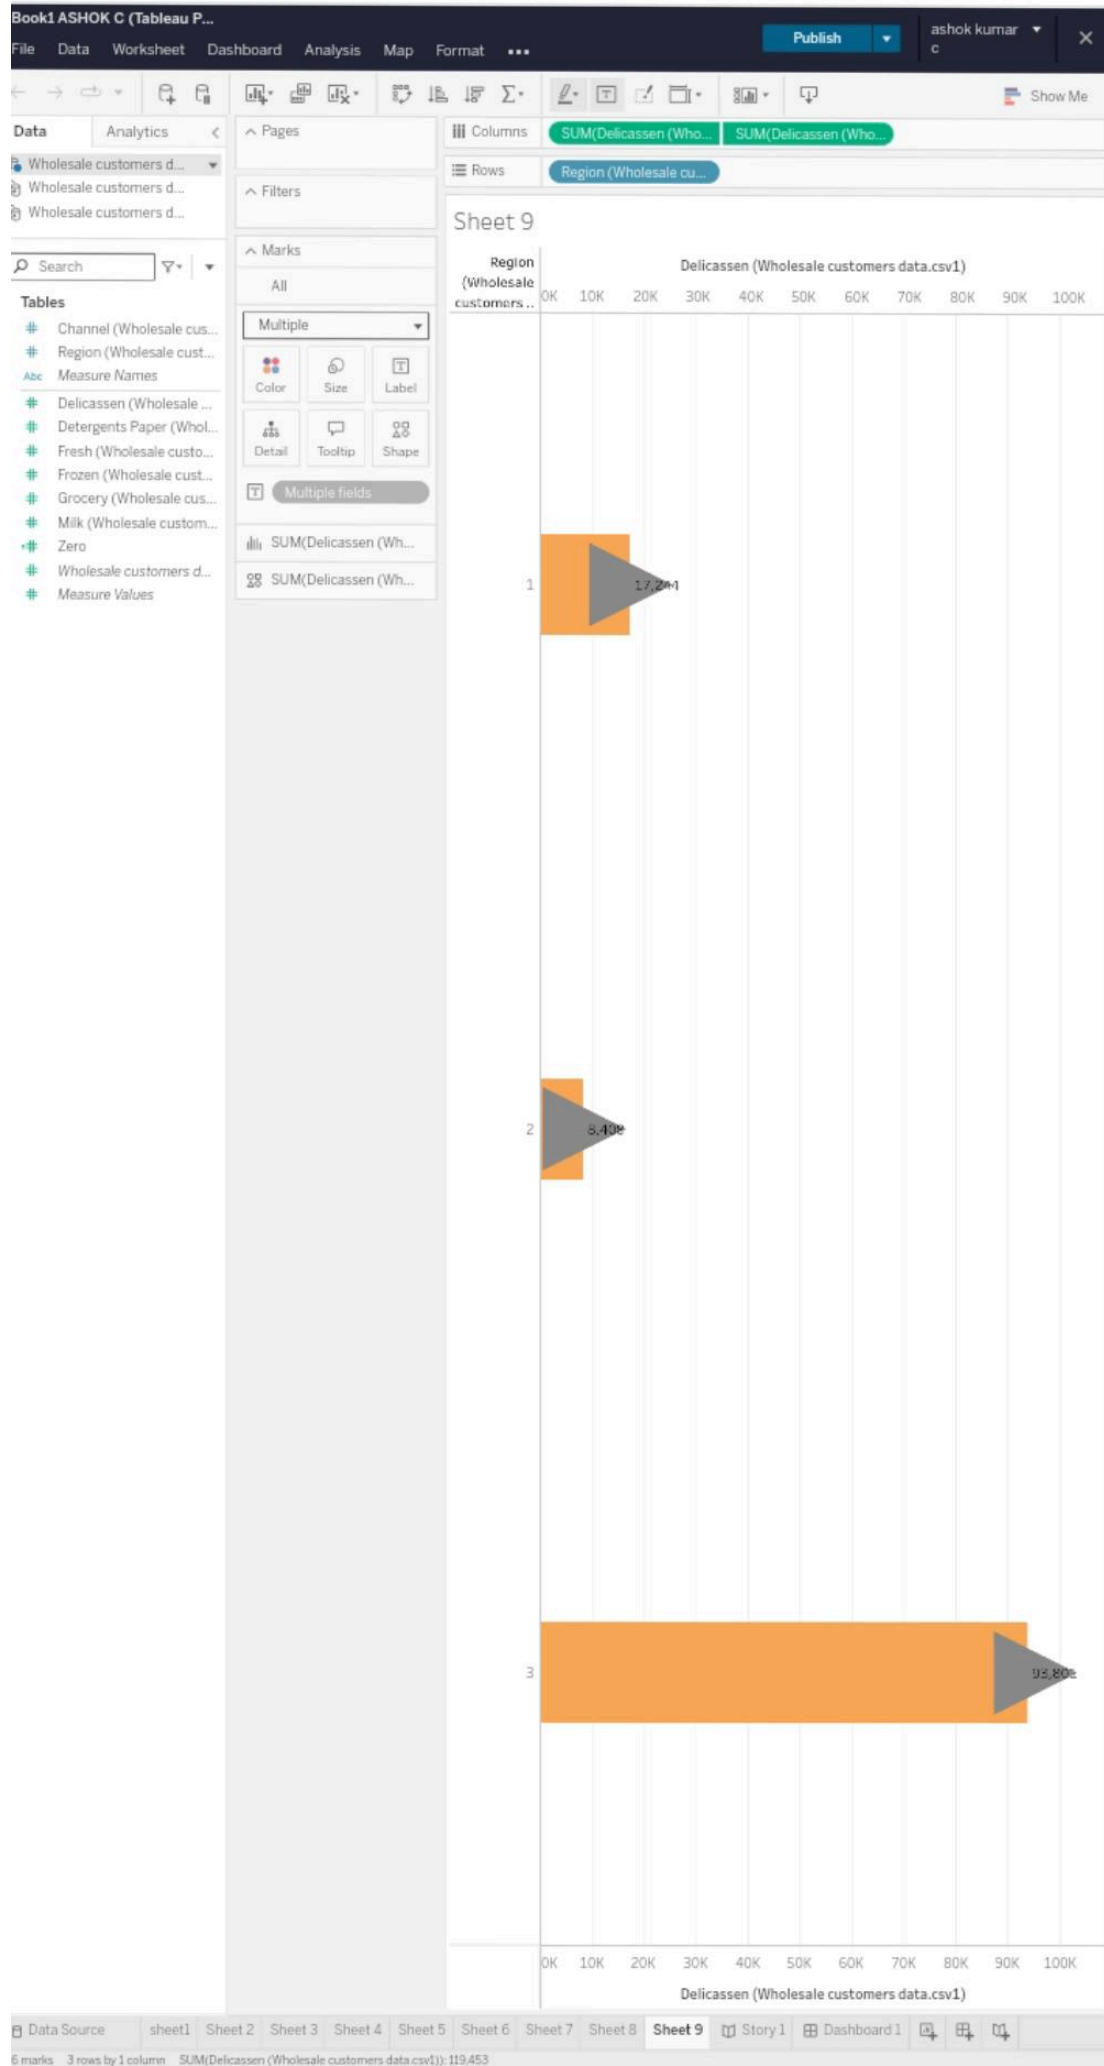 Book1 ASHOK C (Tableau P...
File Data Worksheet Dashboard Analysis Map Format
Publish
ashok kumar c
Show Me
Data Analytics
Wholesale customers d...
Wholesale customers d...
Wholesale customers d...
Search
Tables
Channel (Wholesale cus...
Region (Wholesale cust...
Abc Measure Names
Delicassen (Wholesale ...
Detergents Paper (Whol...
Fresh (Wholesale custo...
Frozen (Wholesale cust...
Grocery (Wholesale cus...
Milk (Wholesale custom...
Zero
Wholesale customers d...
Measure Values
Pages
Filters
Marks
All
Multiple
Color Size Label
Detail Tooltip Shape
Multiple fields
SUM(Delicassen (Wh...
SUM(Delicassen (Wh...
Columns SUM(Delicassen (Who... SUM(Delicassen (Who...
Rows Region (Wholesale cu...
Sheet 9
Region
(Wholesale
customers ..
Delicassen (Wholesale customers data.csv1)
0K 10K 20K 30K 40K 50K 60K 70K 80K 90K 100K
1 17,244
2
3
0K 10K 20K 30K 40K 50K 60K 70K 80K 90K 100K
Delicassen (Wholesale customers data.csv1)
Data Source sheet1 Sheet 2 Sheet 3 Sheet 4 Sheet 5 Sheet 6 Sheet 7 Sheet 8 Sheet 9 Story 1 Dashboard 1
6 marks 3 rows by 1 column SUM(Delicassen (Wholesale customers data.csv1)): 119,453